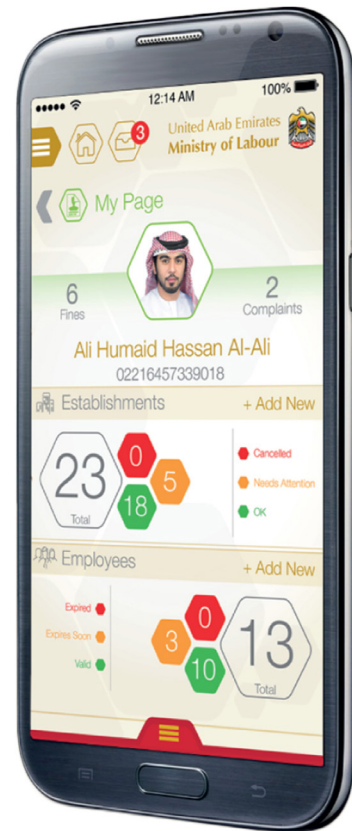 12:14 AM
100%
3
United Arab Emirates
Ministry of Labour
My Page
6
Fines
2
Complaints
Ali Humaid Hassan Al-Ali
02216457339018
Establishments
+ Add New
23
Total
0
5
18
Cancelled
Needs Attention
OK
Employees
+ Add New
Expired
Expires Soon
Valid
0
3
10
13
Total